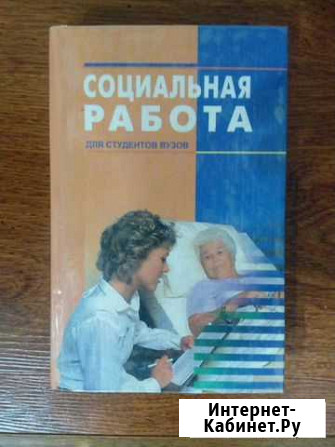 СОЦИАЛЬНАЯ
РАБОТА
ДЛЯ СТУДЕНТОВ ВУЗОВ
Интернет-
Кабинет.Ру